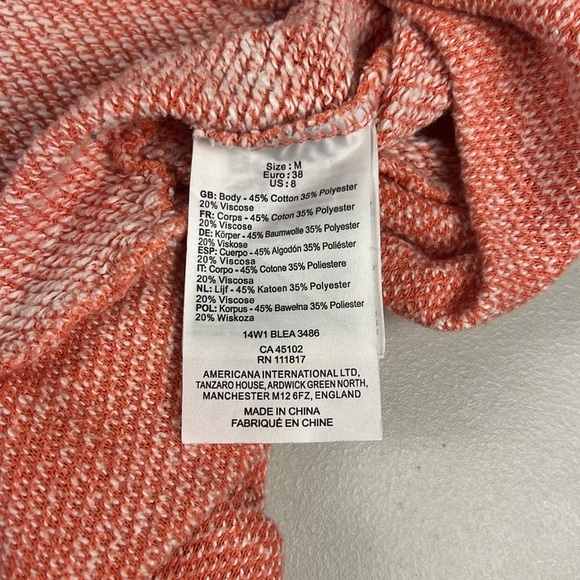 Size : M
Euro : 38
US : 8
GB: Body - 45% Cotton 35% Polyester
20% Viscose
FR: Corps - 45% Coton 35% Polyester
20% Viscose
DE: Körper - 45% Baumwolle 35% Polyester
20% Viskose
ESP: Cuerpo - 45% Algodón 35% Poliéster
20% Viscosa
IT: Corpo - 45% Cotone 35% Poliestere
20% Viscosa
NL: Lijf - 45% Katoen 35% Polyester
20% Viscose
POL: Korpus - 45% Bawełna 35% Poliester
20% Wiskoza
14W1 BLEA 3486
CA 45102
RN 111817
AMERICANA INTERNATIONAL LTD,
TANZARO HOUSE, ARDWICK GREEN NORTH,
MANCHESTER M12 6FZ, ENGLAND
MADE IN CHINA
FABRIQUÉ EN CHINE